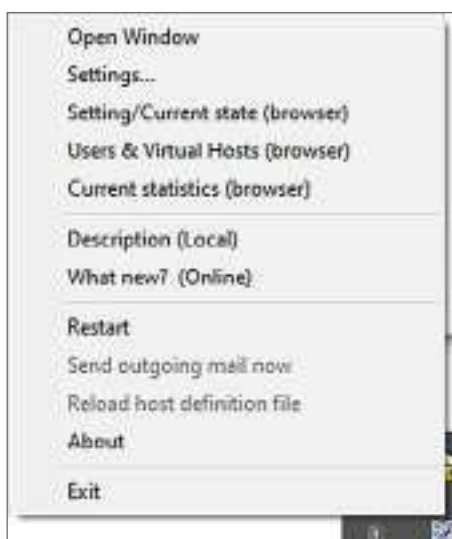 Open Window
Settings...
Setting/Current state (browser)
Users & Virtual Hosts (browser)
Current statistics (browser)
Description (Local)
What new? (Online)
Restart
Send outgoing mail now
Reload host definition file
About
Exit